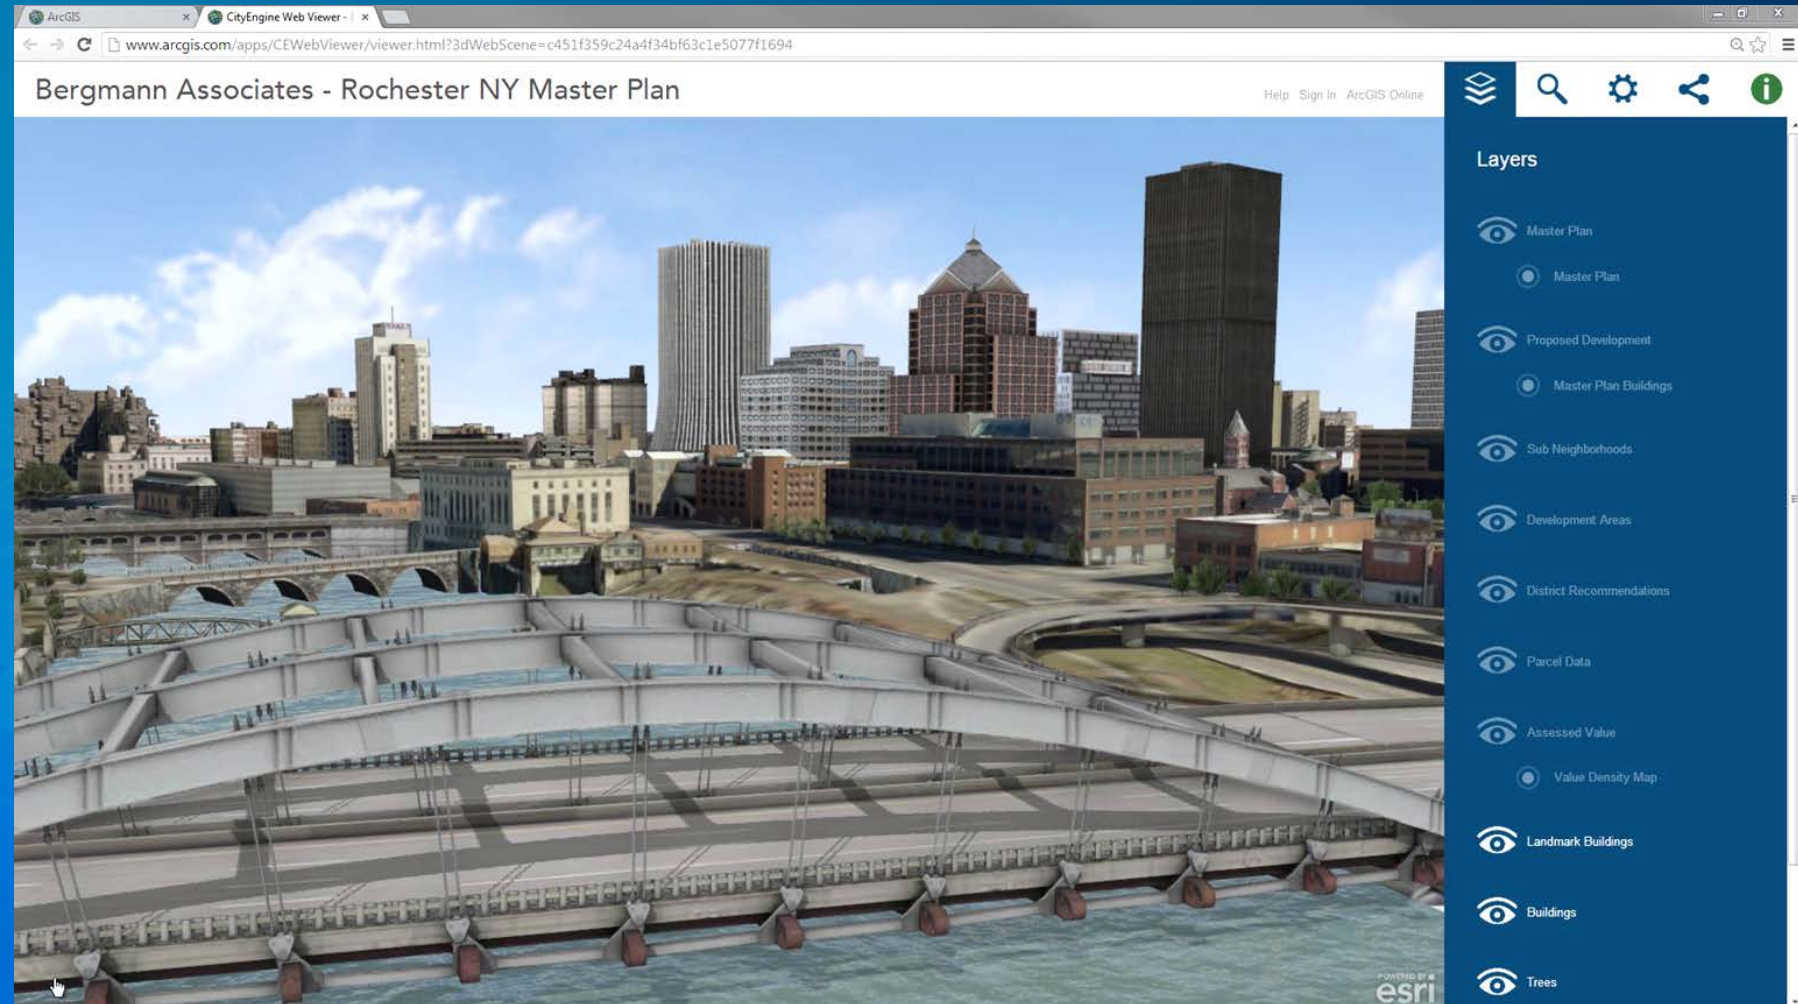 ArcGIS
CityEngine Web Viewer -
www.arcgis.com/apps/CEWebViewer/viewer.html?3dWebScene=c451f359c24a4f34bf63c1e5077f1694
Bergmann Associates - Rochester NY Master Plan
Help Sign In ArcGIS Online
Layers
Master Plan
Master Plan
Proposed Development
Master Plan Buildings
Sub Neighborhoods
Development Areas
District Recommendations
Parcel Data
Assessed Value
Value Density Map
Landmark Buildings
Buildings
Trees
POWERED BY
esri